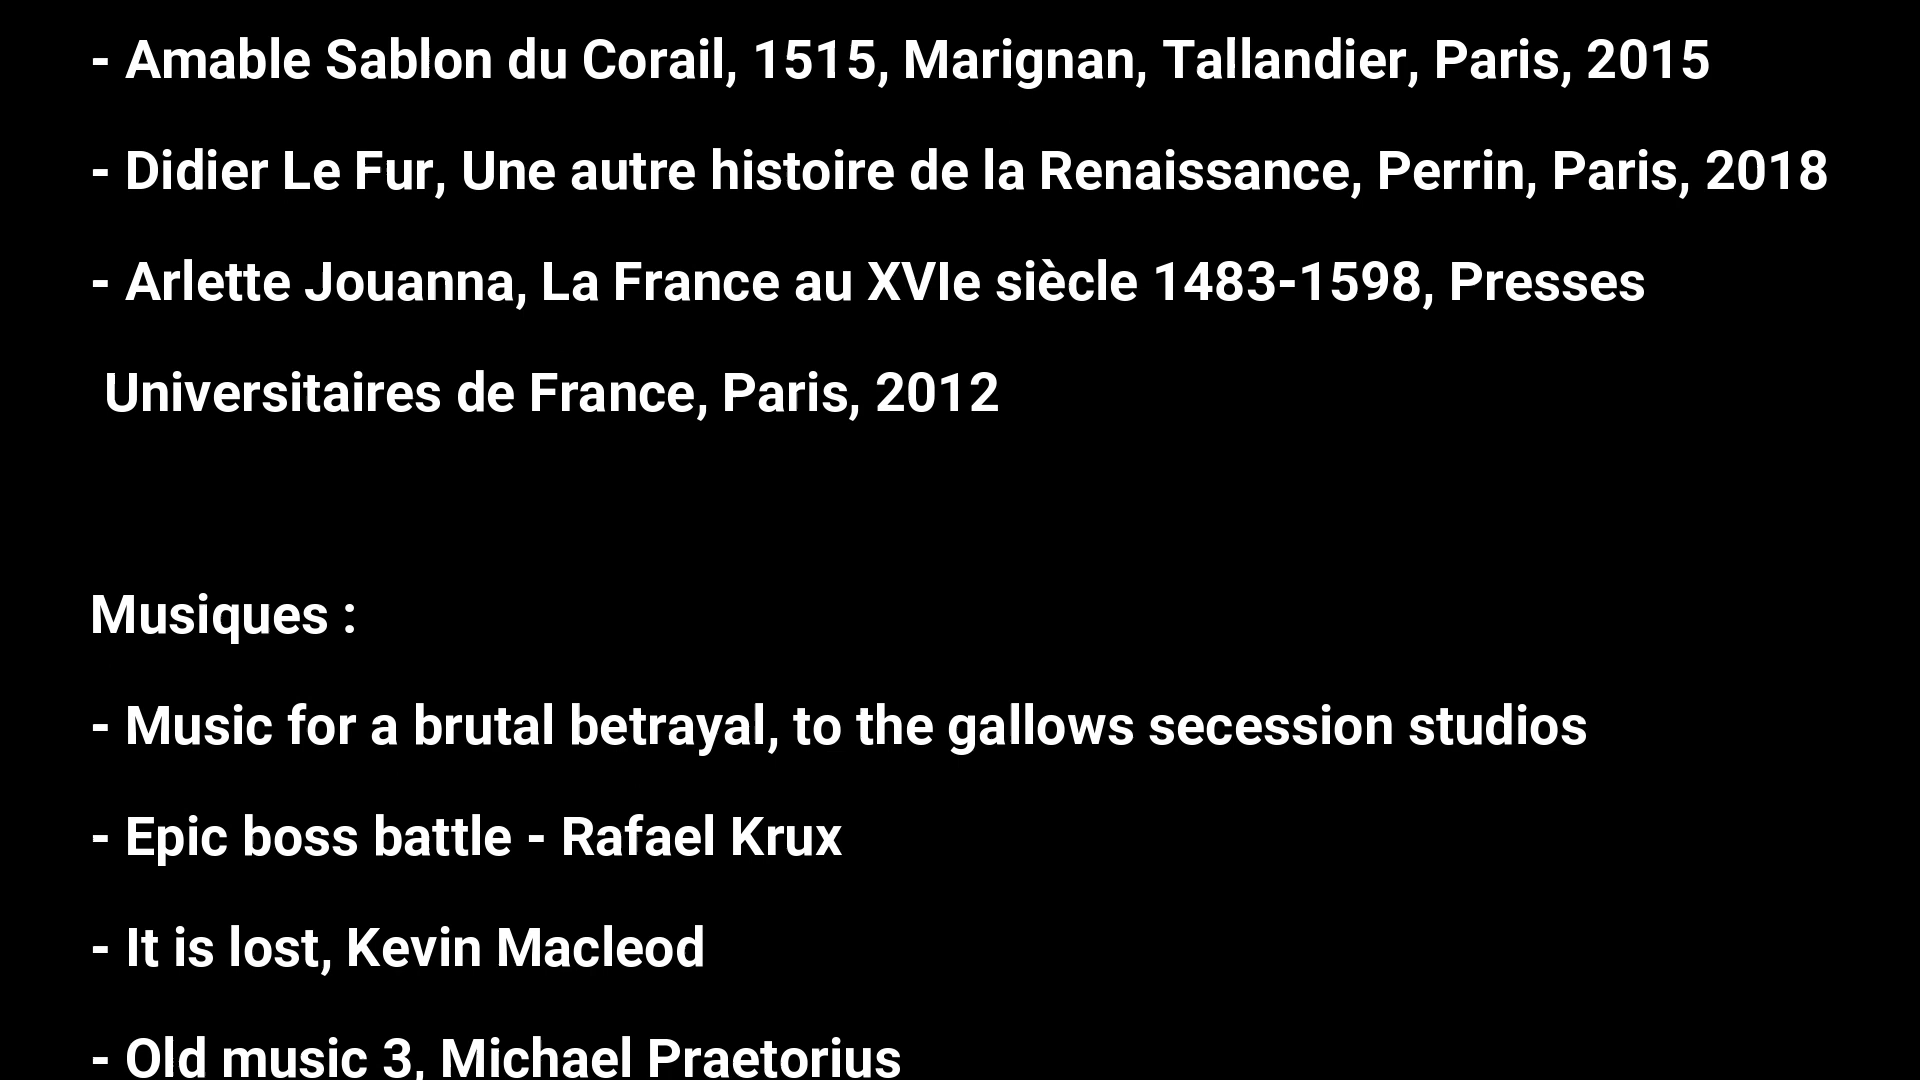 - Amable Sablon du Corail, 1515, Marignan, Tallandier, Paris, 2015
- Didier Le Fur, Une autre histoire de la Renaissance, Perrin, Paris, 2018
- Arlette Jouanna, La France au XVIe siècle 1483-1598, Presses
Universitaires de France, Paris, 2012
Musiques :
- Music for a brutal betrayal, to the gallows secession studios
- Epic boss battle - Rafael Krux
- It is lost, Kevin Macleod
- Old music 3, Michael Praetorius